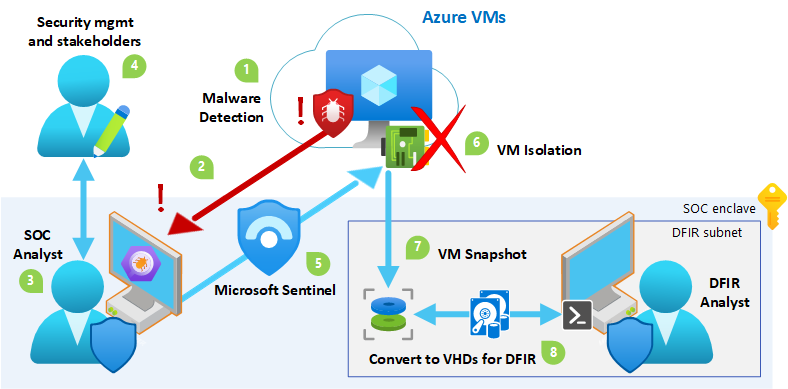 Azure VMs
Security mgmt
and stakeholders
4
1
Malware
Detection
!
2
6
VM Isolation
!
SOC enclave
DFIR subnet
SOC
Analyst
3
5
Microsoft Sentinel
7
VM Snapshot
DFIR
Analyst
Convert to VHDs for DFIR
8